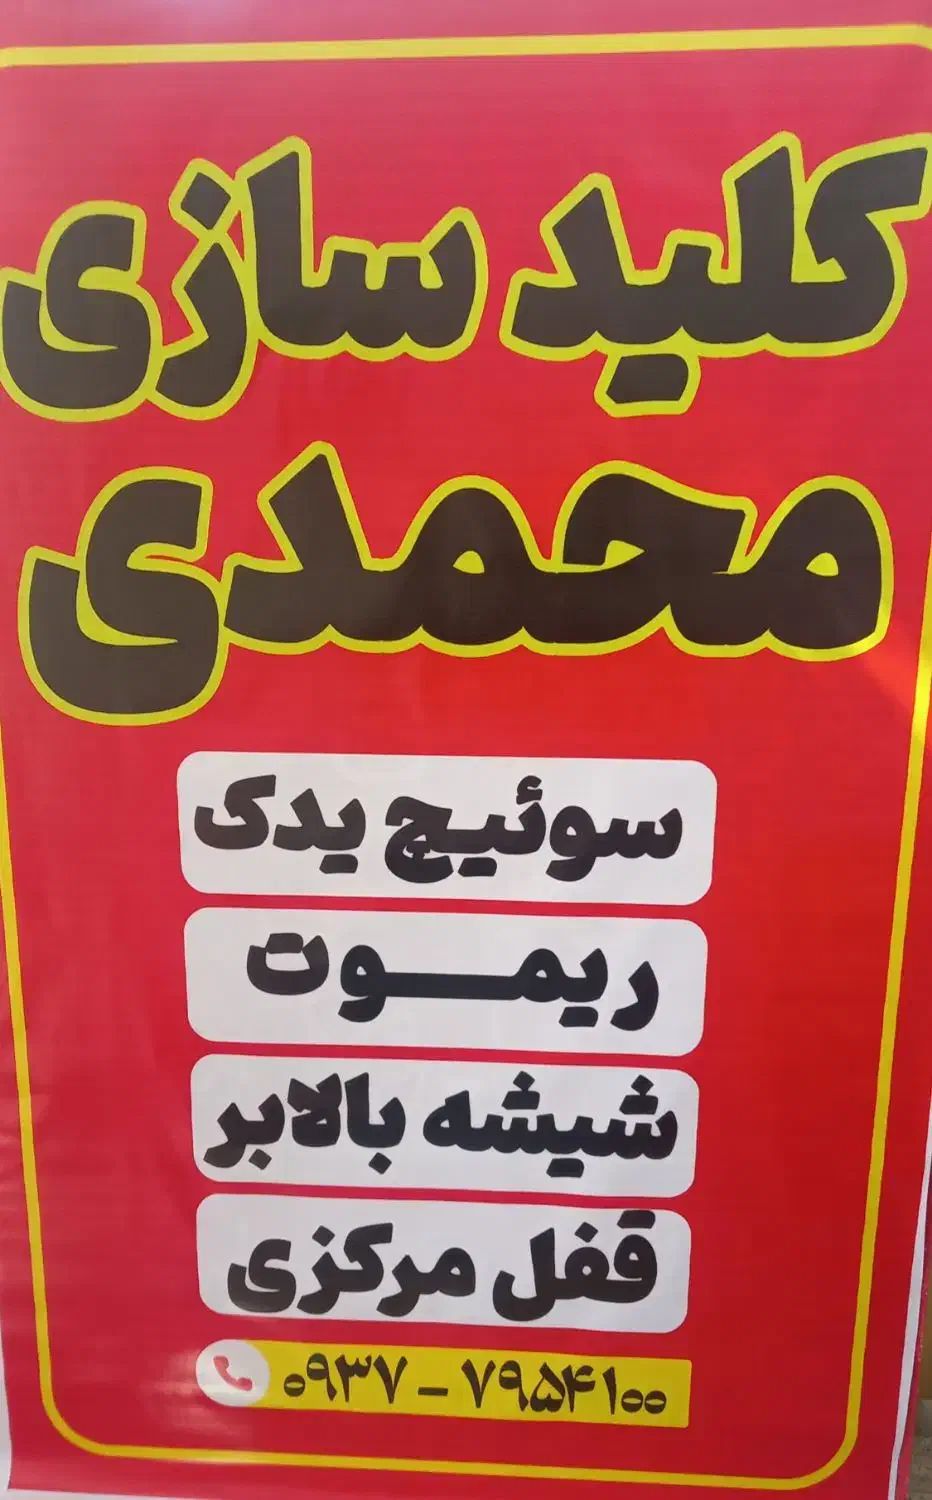 کلید سازی
محمدی
سوئیچ یدک
ریموت
شیشه بالابر
قفل مرکزی
۰۹۳۷ - ۷۹۵۴۱۰۰